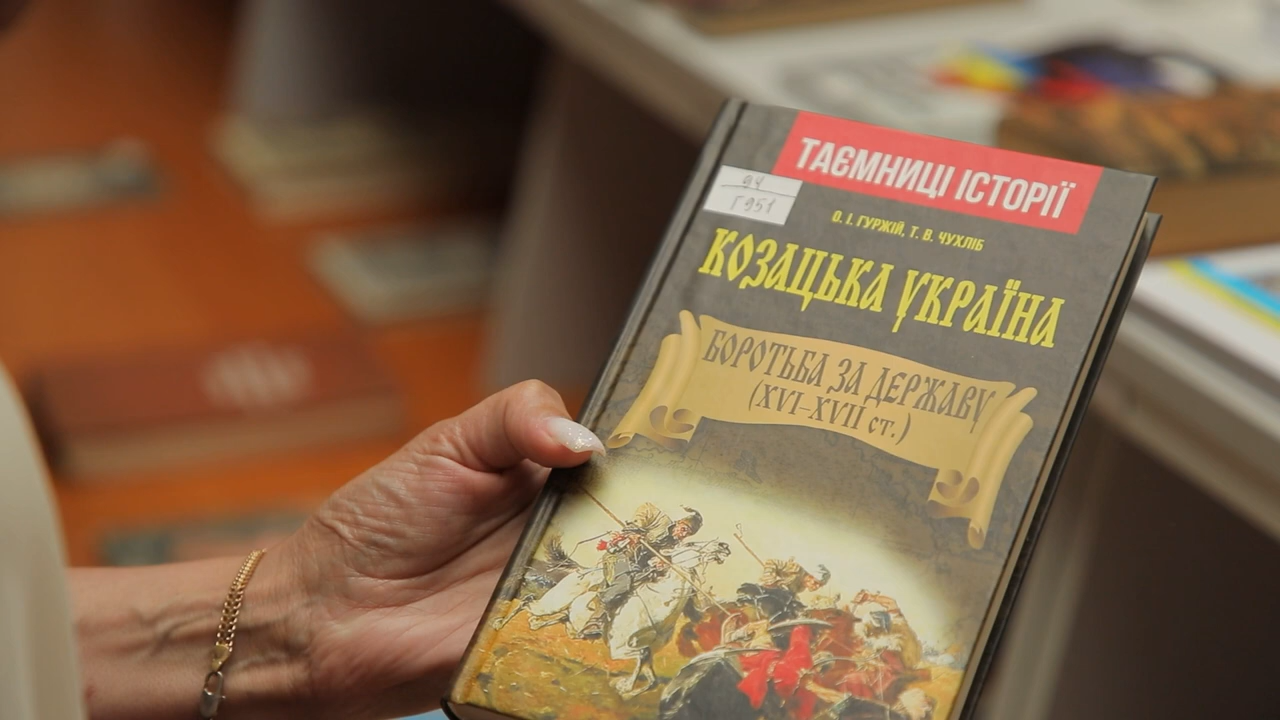 ТАЄМНИЦІ ІСТОРІЇ
94
Г951
О. І. ГУРЖІЙ, Т. В. ЧУХЛІБ
КОЗАЦЬКА УКРАЇНА
БОРОТЬБА ЗА ДЕРЖАВУ
(XVI–XVII ст.)